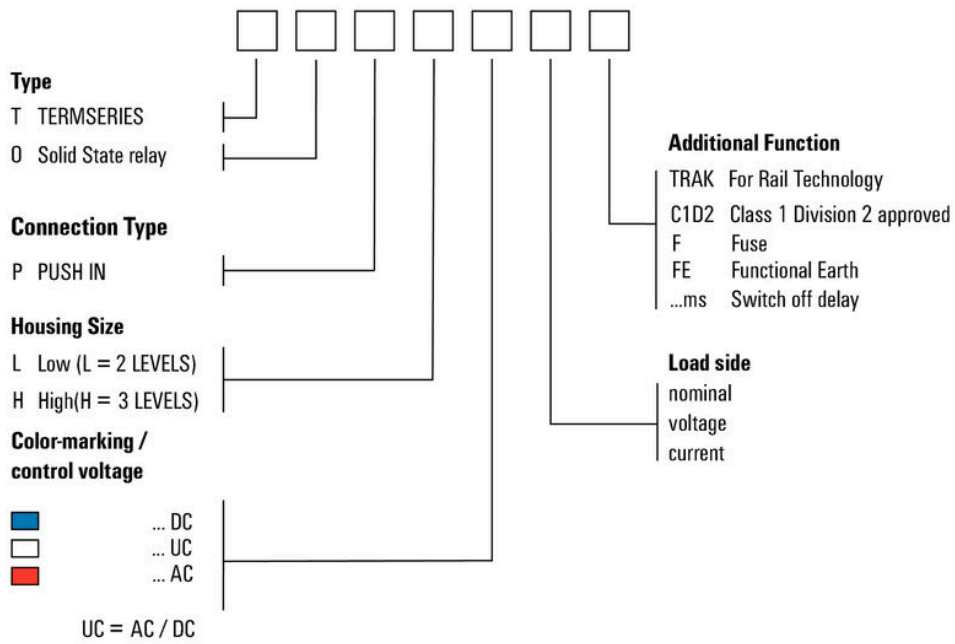 Type
T TERMSERIES
O Solid State relay
Connection Type
P PUSH IN
Housing Size
L Low (L = 2 LEVELS)
H High(H = 3 LEVELS)
Color-marking /
control voltage
... DC
... UC
... AC
UC = AC / DC
Additional Function
TRAK For Rail Technology
C1D2 Class 1 Division 2 approved
F Fuse
FE Functional Earth
...ms Switch off delay
Load side
nominal
voltage
current